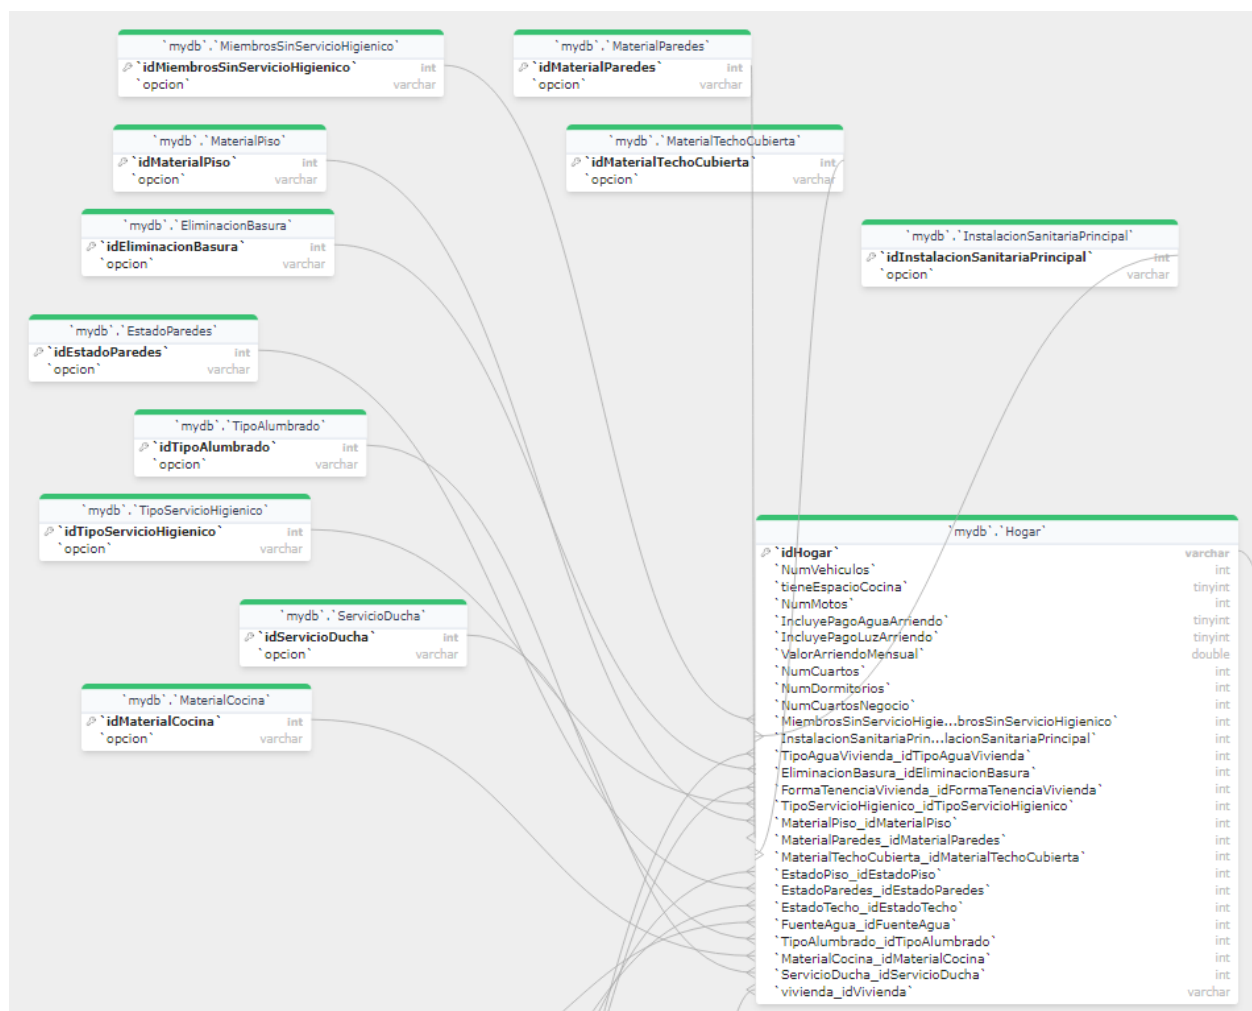 `mydb`.`MiembrosSinServicioHigienico`
`idMiembrosSinServicioHigienico` int
`opcion` varchar
`mydb`.`MaterialParedes`
`idMaterialParedes` int
`opcion` varchar
`mydb`.`MaterialPiso`
`idMaterialPiso` int
`opcion` varchar
`mydb`.`MaterialTechoCubierta`
`idMaterialTechoCubierta` int
`opcion` varchar
`mydb`.`EliminacionBasura`
`idEliminacionBasura` int
`opcion` varchar
`mydb`.`InstalacionSanitariaPrincipal`
`idInstalacionSanitariaPrincipal` int
`opcion` varchar
`mydb`.`EstadoParedes`
`idEstadoParedes` int
`opcion` varchar
`mydb`.`TipoAlumbrado`
`idTipoAlumbrado` int
`opcion` varchar
`mydb`.`TipoServicioHigienico`
`idTipoServicioHigienico` int
`opcion` varchar
`mydb`.`ServicioDucha`
`idServicioDucha` int
`opcion` varchar
`mydb`.`MaterialCocina`
`idMaterialCocina` int
`opcion` varchar
`mydb`.`Hogar`
`idHogar` varchar
`NumVehiculos` int
`tieneEspacioCocina` tinyint
`NumMotos` int
`IncluyePagoAguaArriendo` tinyint
`IncluyePagoLuzArriendo` tinyint
`ValorArriendoMensual` double
`NumCuartos` int
`NumDormitorios` int
`NumCuartosNegocio` int
`MiembrosSinServicioHigie...brosSinServicioHigienico` int
`InstalacionSanitariaPrin...lacionSanitariaPrincipal` int
`TipoAguaVivienda_idTipoAguaVivienda` int
`EliminacionBasura_idEliminacionBasura` int
`FormaTenenciaVivienda_idFormaTenenciaVivienda` int
`TipoServicioHigienico_idTipoServicioHigienico` int
`MaterialPiso_idMaterialPiso` int
`MaterialParedes_idMaterialParedes` int
`MaterialTechoCubierta_idMaterialTechoCubierta` int
`EstadoPiso_idEstadoPiso` int
`EstadoParedes_idEstadoParedes` int
`EstadoTecho_idEstadoTecho` int
`FuenteAgua_idFuenteAgua` int
`TipoAlumbrado_idTipoAlumbrado` int
`MaterialCocina_idMaterialCocina` int
`ServicioDucha_idServicioDucha` int
`vivienda_idVivienda` varchar